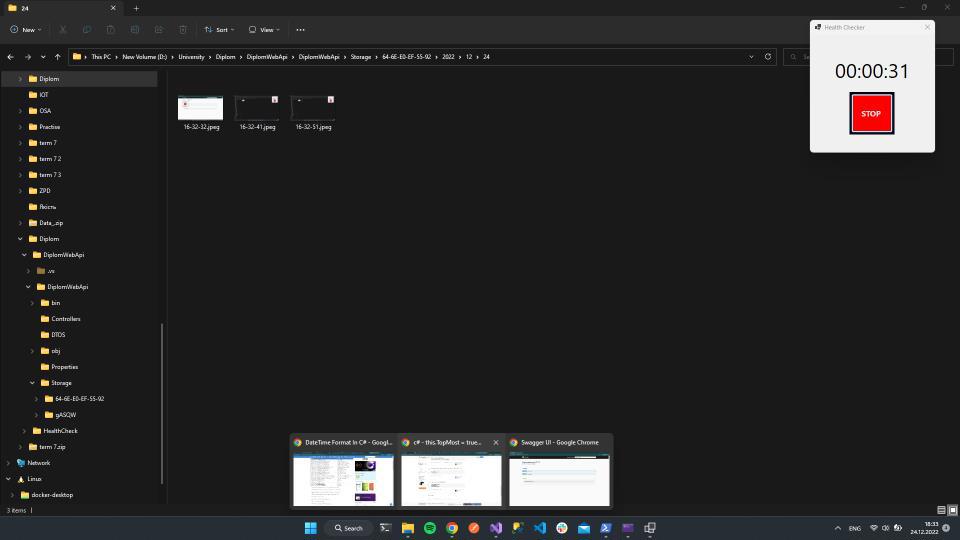 24
New
Sort
View
Health Checker
00:00:31
STOP
This PC
New Volume (D:)
University
Diplom
DiplomWebApi
DiplomWebApi
Storage
64-6E-E0-EF-55-92
2022
12
24
Diplom
IOT
OSA
Practise
term 7
term 7 2
term 7 3
ZPD
Якість
Data_.zip
Diplom
DiplomWebApi
.vs
DiplomWebApi
bin
Controllers
DTOS
obj
Properties
Storage
64-6E-E0-EF-55-92
gASQW
HealthCheck
term 7.zip
Network
Linux
docker-desktop
16-32-32.jpeg
16-32-41.jpeg
16-32-51.jpeg
DateTime Format In C# - Googl...
c# - this.TopMost = true...
Swagger UI - Google Chrome
3 items
Search
ENG
18:33
24.12.2022